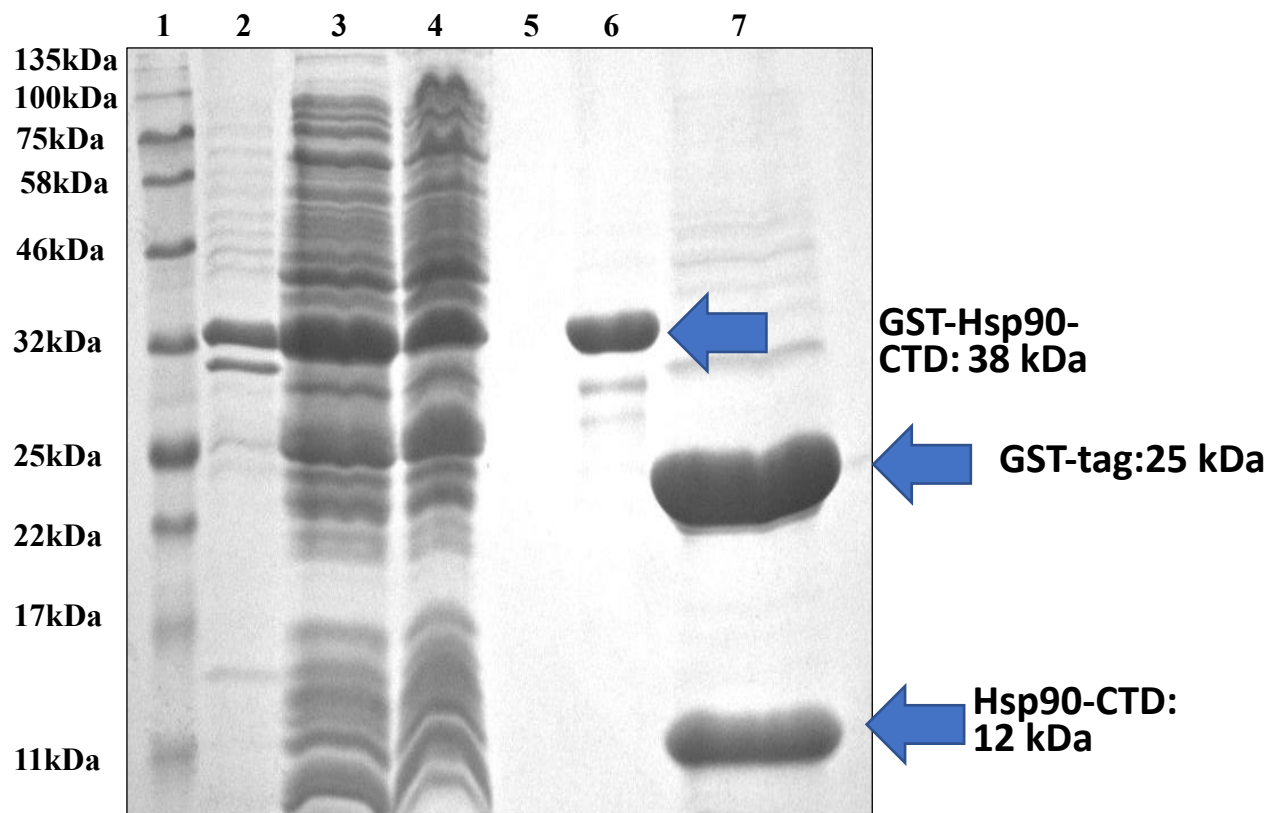 1 2 3 4 5 6 7
135kDa
100kDa
75kDa
58kDa
46kDa
32kDa
25kDa
22kDa
17kDa
11kDa
GST-Hsp90-
CTD: 38 kDa
GST-tag:25 kDa
Hsp90-CTD:
12 kDa